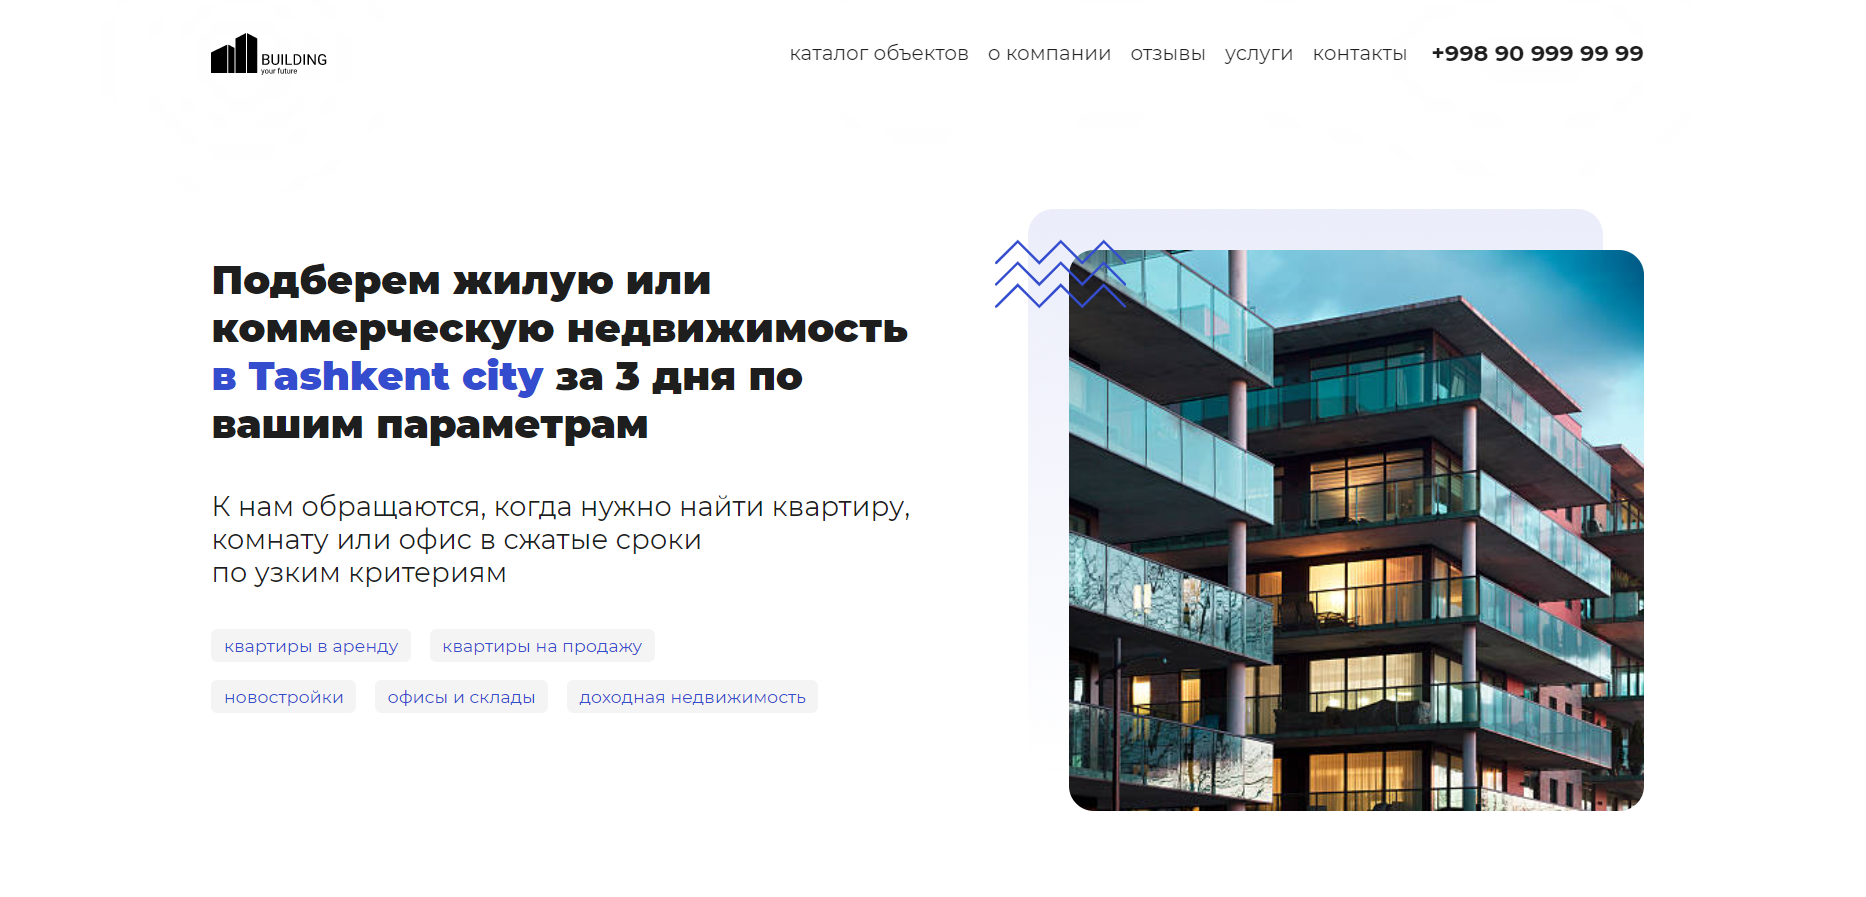 BUILDING
your future
каталог объектов о компании отзывы услуги контакты +998 90 999 99 99
Подберем жилую или
коммерческую недвижимость
в Tashkent city за 3 дня по
вашим параметрам
К нам обращаются, когда нужно найти квартиру,
комнату или офис в сжатые сроки
по узким критериям
квартиры в аренду квартиры на продажу
новостройки офисы и склады доходная недвижимость